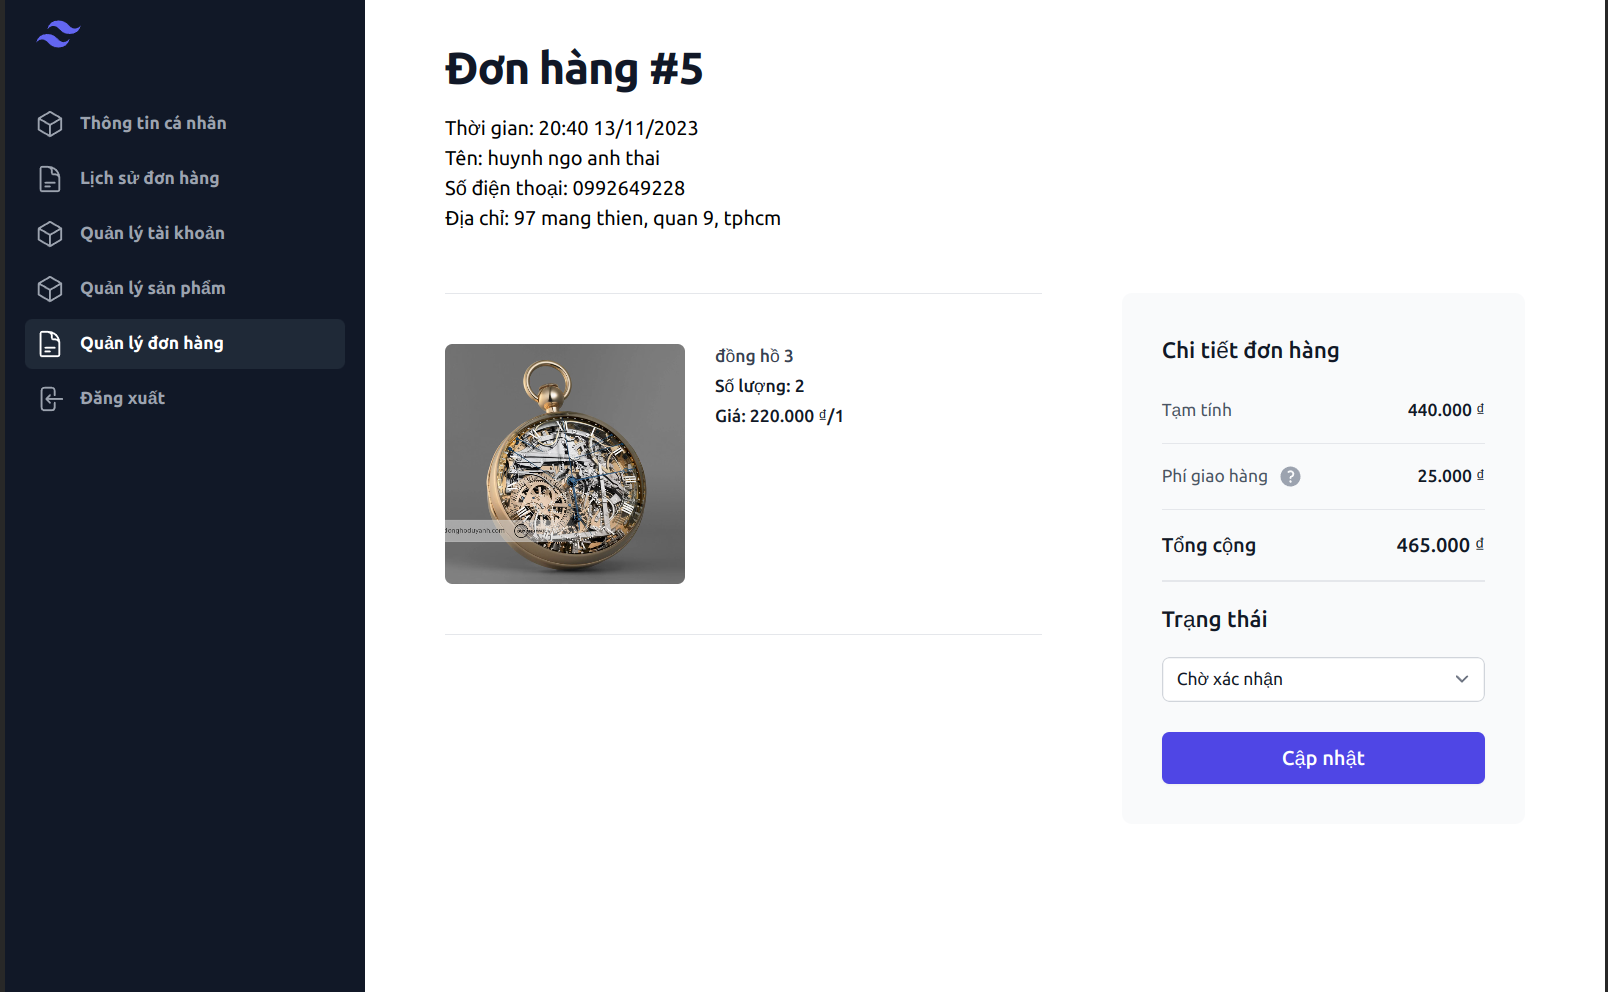 Thông tin cá nhân
Lịch sử đơn hàng
Quản lý tài khoản
Quản lý sản phẩm
Quản lý đơn hàng
Đăng xuất
Đơn hàng #5
Thời gian: 20:40 13/11/2023
Tên: huynh ngo anh thai
Số điện thoại: 0992649228
Địa chỉ: 97 mang thien, quan 9, tphcm
đồng hồ 3
Số lượng: 2
Giá: 220.000 ₫/1
Chi tiết đơn hàng
Tạm tính 440.000 ₫
Phí giao hàng ? 25.000 ₫
Tổng cộng 465.000 ₫
Trạng thái
Chờ xác nhận
Cập nhật